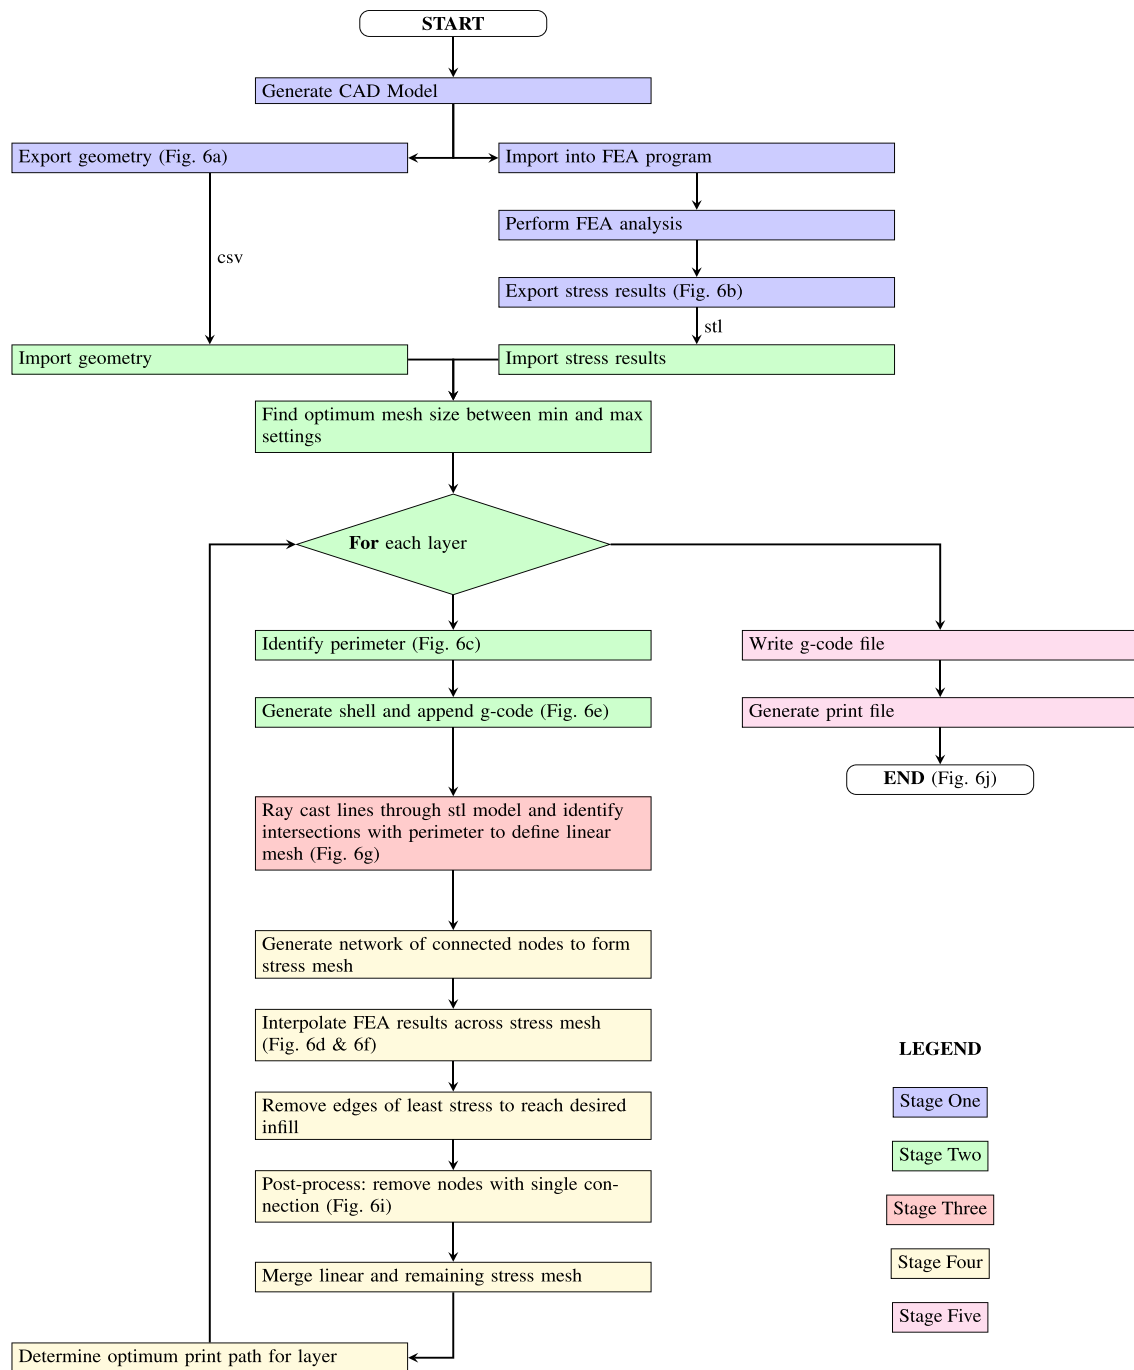 START
Generate CAD Model
Export geometry (Fig. 6a)
Import into FEA program
Perform FEA analysis
csv
Export stress results (Fig. 6b)
stl
Import geometry
Import stress results
Find optimum mesh size between min and max
settings
For each layer
Identify perimeter (Fig. 6c)
Write g-code file
Generate shell and append g-code (Fig. 6e)
Generate print file
END (Fig. 6j)
Ray cast lines through stl model and identify
intersections with perimeter to define linear
mesh (Fig. 6g)
Generate network of connected nodes to form
stress mesh
Interpolate FEA results across stress mesh
(Fig. 6d & 6f)
Remove edges of least stress to reach desired
infill
Post-process: remove nodes with single con-
nection (Fig. 6i)
Merge linear and remaining stress mesh
Determine optimum print path for layer
LEGEND
Stage One
Stage Two
Stage Three
Stage Four
Stage Five